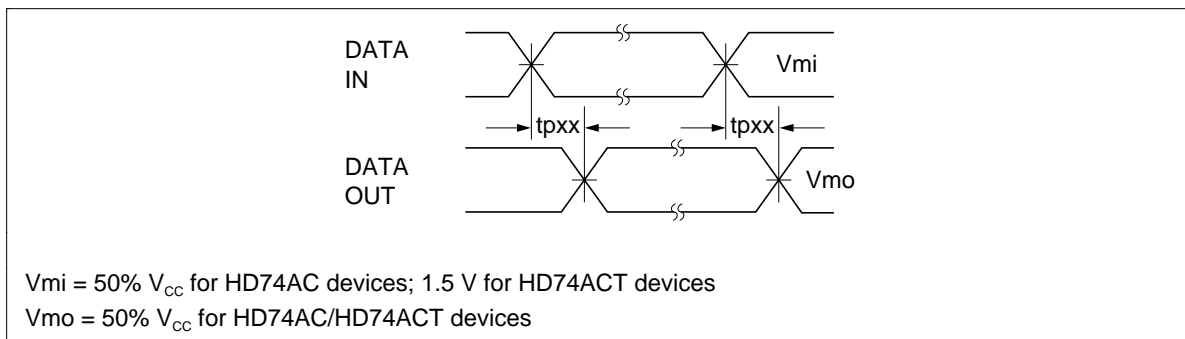 DATA
IN
Vmi
tpxx
tpxx
DATA
OUT
Vmo
Vmi = 50% VCC for HD74AC devices; 1.5 V for HD74ACT devices
Vmo = 50% VCC for HD74AC/HD74ACT devices